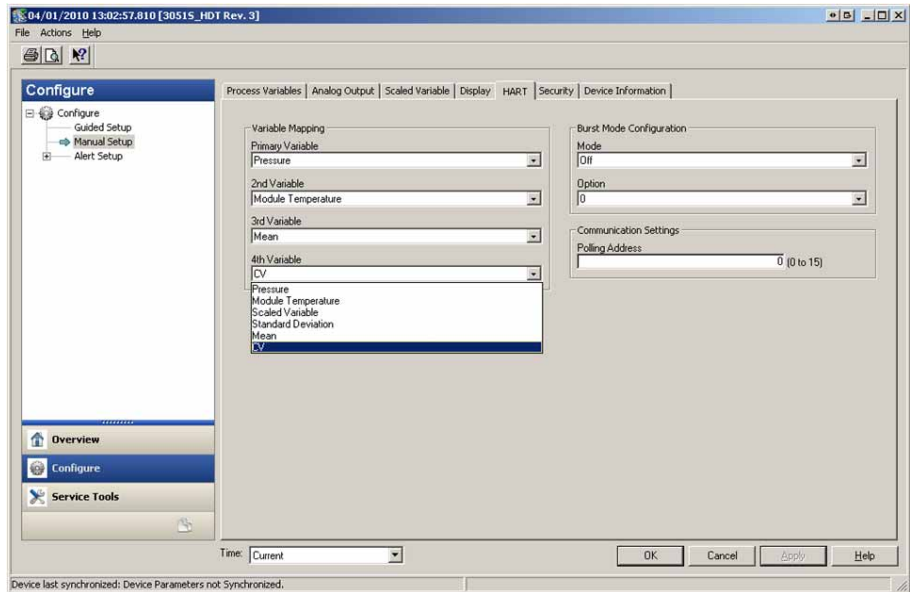 04/01/2010 13:02:57.810 [3051S_HDT Rev. 3]
File Actions Help
Configure
Configure
Guided Setup
Manual Setup
Alert Setup
Overview
Configure
Service Tools
Process Variables Analog Output Scaled Variable Display HART Security Device Information
Variable Mapping
Primary Variable
Pressure
2nd Variable
Module Temperature
3rd Variable
Mean
4th Variable
CV
Pressure
Module Temperature
Scaled Variable
Standard Deviation
Mean
CV
Burst Mode Configuration
Mode
Off
Option
0
Communication Settings
Polling Address
0 (0 to 15)
Time: Current
OK Cancel Apply Help
Device last synchronized: Device Parameters not Synchronized.